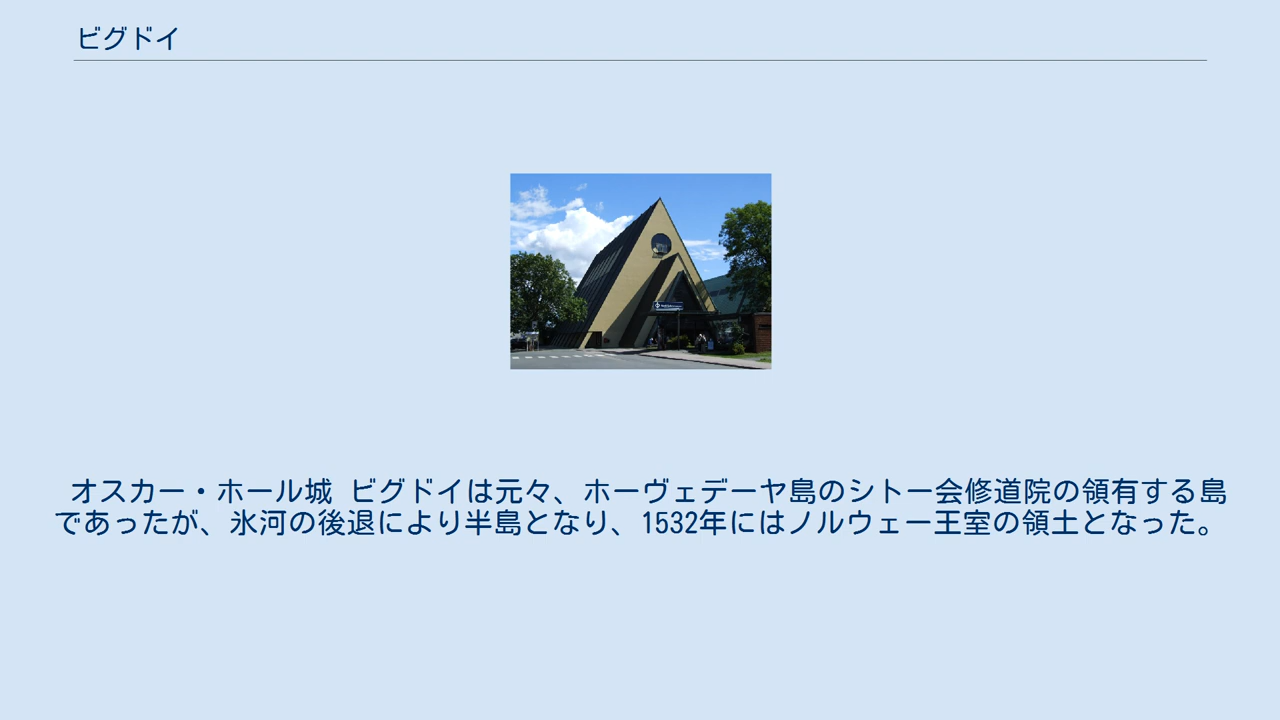 ビグドイ
オスカー・ホール城 ビグドイは元々、ホーヴェデーヤ島のシトー会修道院の領有する島
であったが、氷河の後退により半島となり、1532年にはノルウェー王室の領土となった。